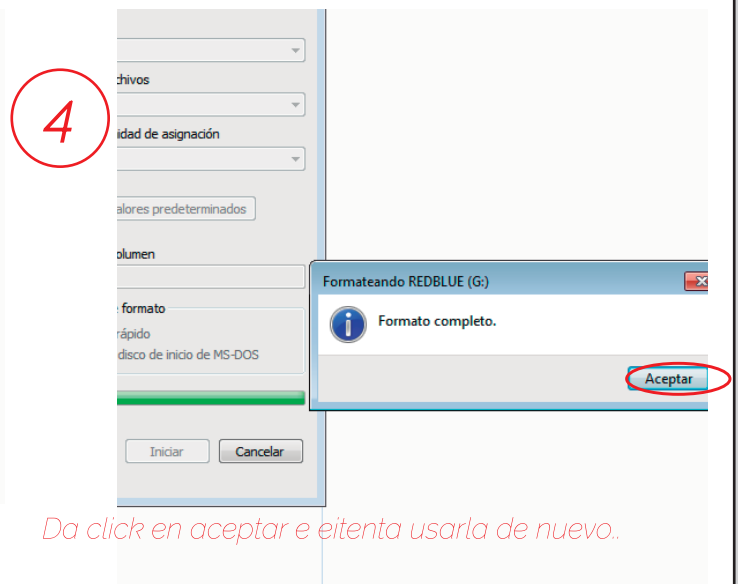 chivos
4
idad de asignación
alores predeterminados
olumen
Formateando REDBLUE (G:)
formato
Formato completo.
rápido
disco de inicio de MS-DOS
Aceptar
Iniciar
Cancelar
Da click en aceptar e eitenta usarla de nuevo..